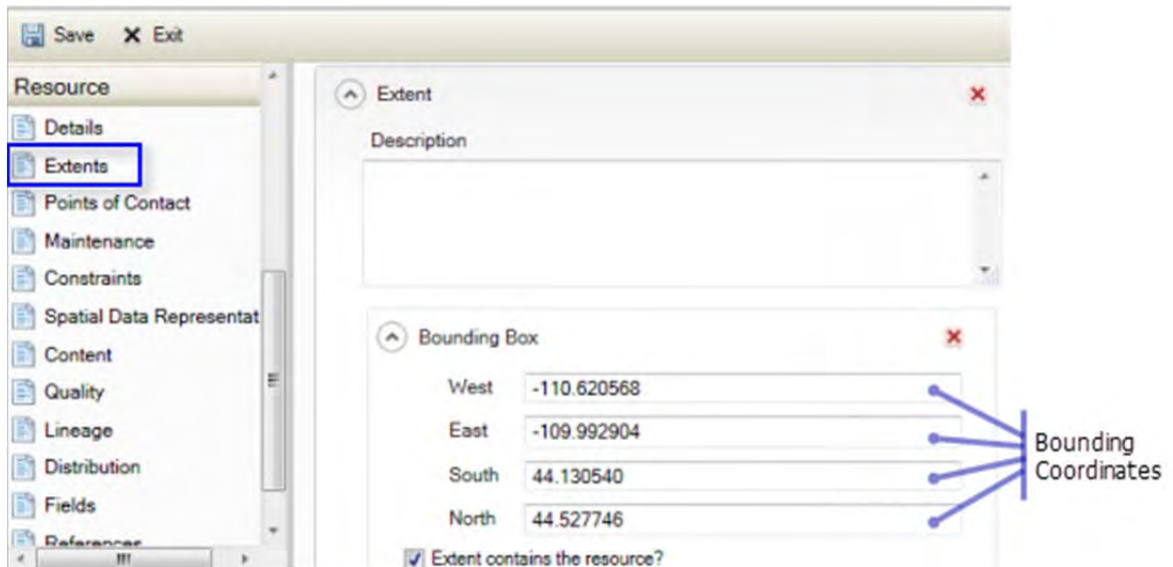 Save Exit
Resource
Details
Extents
Points of Contact
Maintenance
Constraints
Spatial Data Representat
Content
Quality
Lineage
Distribution
Fields
References
Extent
Description
Bounding Box
West -110.620568
East -109.992904
South 44.130540
North 44.527746
Extent contains the resource?
Bounding
Coordinates